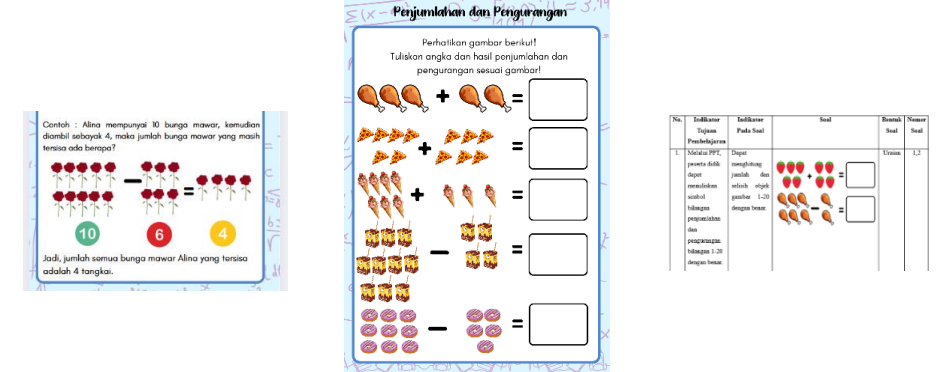 Contoh : Alina mempunyai 10 bunga mawar, kemudian
diambil sebayak 4, maka jumlah bunga mawar yang masih
tersisa ada berapa?
10 6 4
Jadi, jumlah semua bunga mawar Alina yang tersisa
adalah 4 tangkai.
Penjumlahan dan Pengurangan
Perhatikan gambar berikut!
Tuliskan angka dan hasil penjumlahan dan
pengurangan sesuai gambar!
+ =
+ =
+ =
- =
- =
No. Indikator Tujuan Pembelajaran
Indikator Pada Soal
Soal
Bentuk Soal
Nomor Soal
1. Melalui PPT,
peserta didik
dapat
menuliskan
simbol
bilangan
penjumlahan
dan
pengurangan
bilangan 1-20
dengan benar.
Dapat
menghitung
jumlah dan
selisih objek
gambar 1-20
dengan benar.
+ =
- =
Uraian
1,2